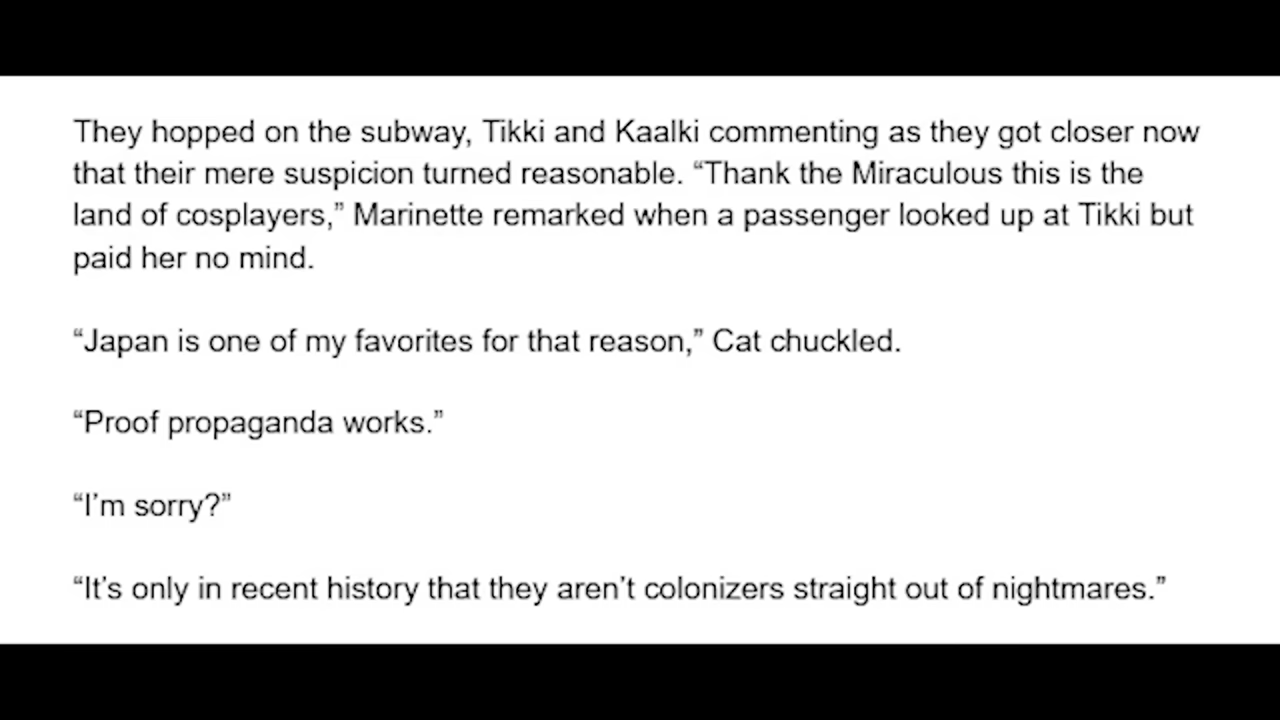 They hopped on the subway, Tikki and Kaalki commenting as they got closer now
that their mere suspicion turned reasonable. “Thank the Miraculous this is the
land of cosplayers,” Marinette remarked when a passenger looked up at Tikki but
paid her no mind.
“Japan is one of my favorites for that reason,” Cat chuckled.
“Proof propaganda works.”
“I’m sorry?”
“It’s only in recent history that they aren’t colonizers straight out of nightmares.”